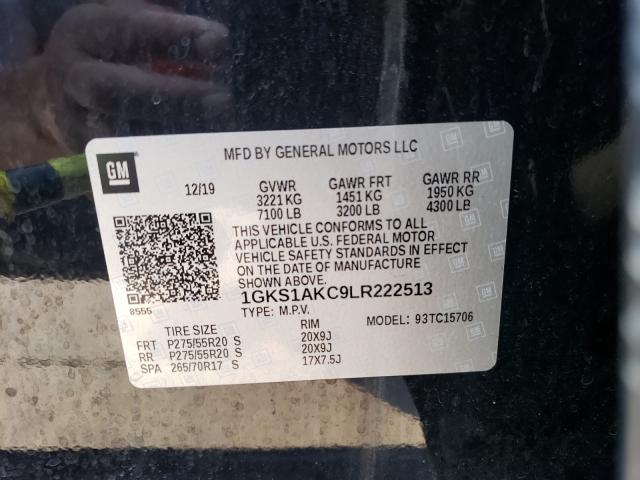 GM
MFD BY GENERAL MOTORS LLC
12/19
GVWR GAWR FRT GAWR RR
3221 KG 1451 KG 1950 KG
7100 LB 3200 LB 4300 LB
THIS VEHICLE CONFORMS TO ALL
APPLICABLE U.S. FEDERAL MOTOR
VEHICLE SAFETY STANDARDS IN EFFECT
ON THE DATE OF MANUFACTURE
SHOWN ABOVE.
8555
1GKS1AKC9LR222513
TYPE: M.P.V. MODEL: 93TC15706
TIRE SIZE RIM
FRT P275/55R20 S 20X9J
RR P275/55R20 S 20X9J
SPA 265/70R17 S 17X7.5J